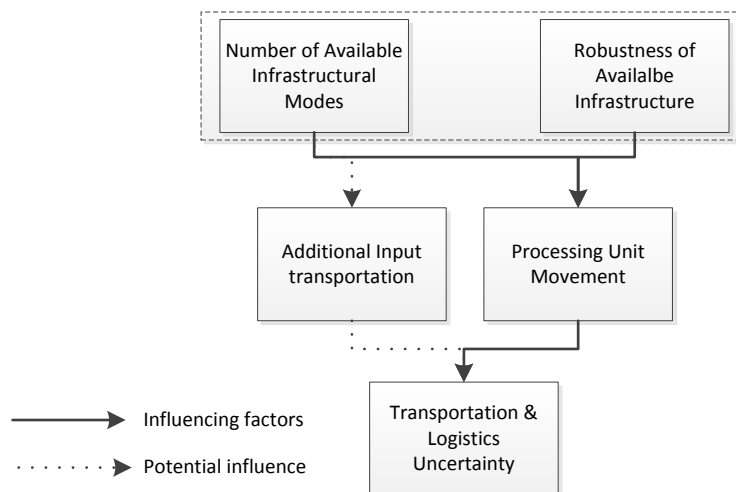 Number of Available
Infrastructural
Modes
Robustness of
Availalbe
Infrastructure
Additional Input
transportation
Processing Unit
Movement
Transportation &
Logistics
Uncertainty
Influencing factors
Potential influence